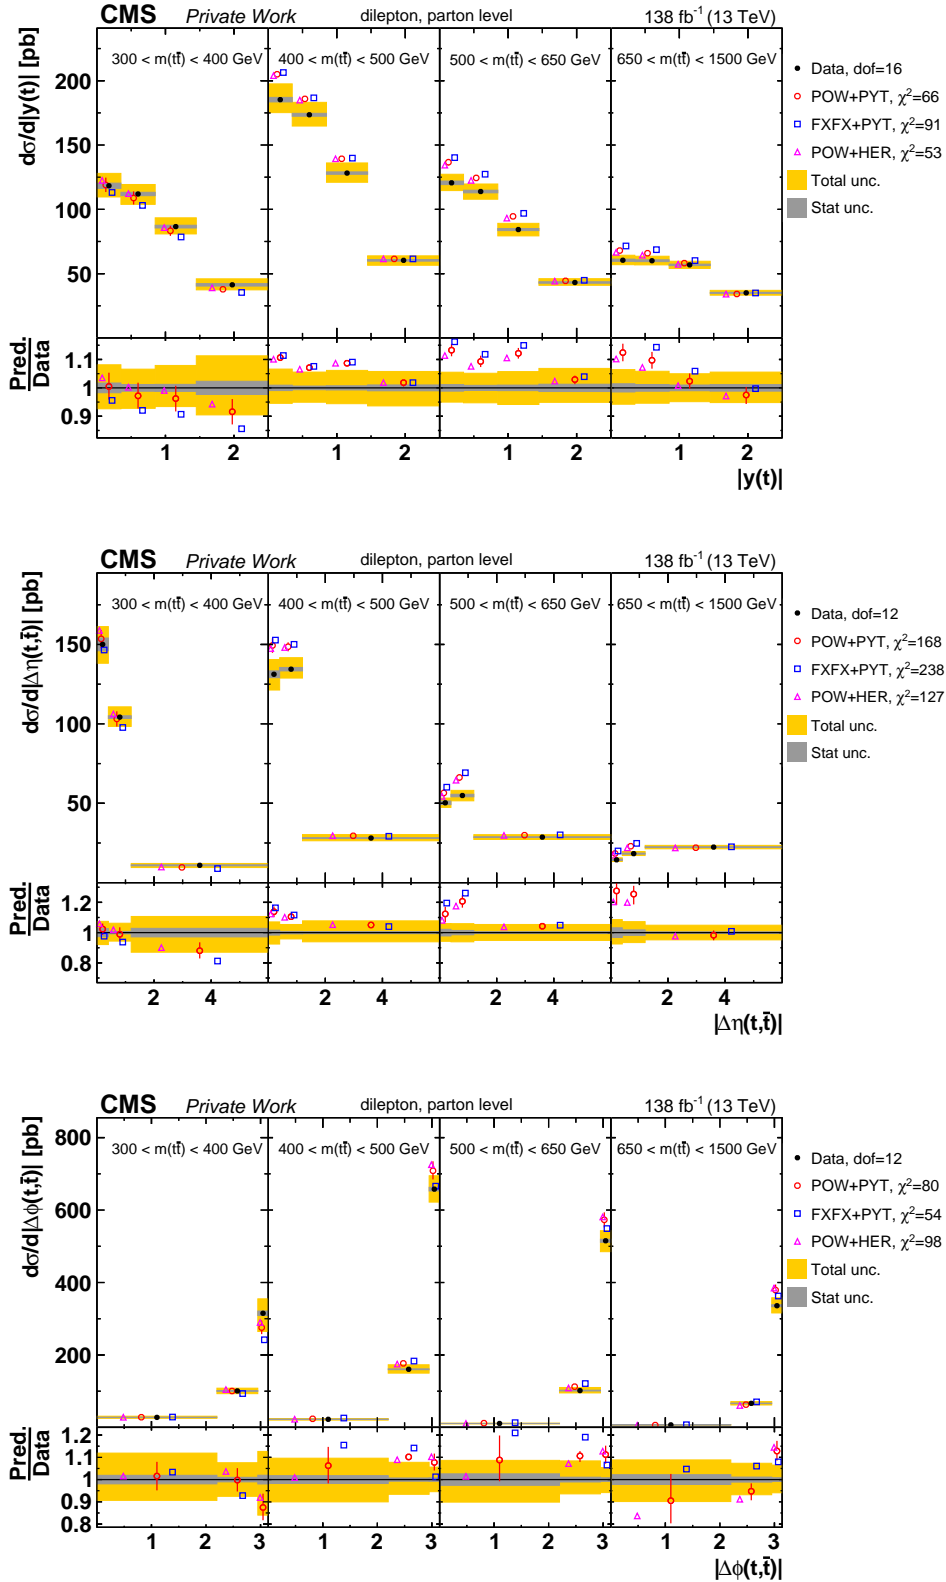 CMS Private Work dilepton, parton level 138 fb⁻¹ (13 TeV)
300 < m(tt̄) < 400 GeV 400 < m(tt̄) < 500 GeV 500 < m(tt̄) < 650 GeV 650 < m(tt̄) < 1500 GeV
dσ/d|y(t)| [pb]
200
150
100
50
Data, dof=16
POW+PYT, χ²=66
FXFX+PYT, χ²=91
POW+HER, χ²=53
Total unc.
Stat unc.
Pred.
Data
1.1
1
0.9
1 2 1 2 1 2 1 2
|y(t)|
CMS Private Work dilepton, parton level 138 fb⁻¹ (13 TeV)
300 < m(tt̄) < 400 GeV 400 < m(tt̄) < 500 GeV 500 < m(tt̄) < 650 GeV 650 < m(tt̄) < 1500 GeV
dσ/d|Δη(t,t̄)| [pb]
150
100
50
Data, dof=12
POW+PYT, χ²=168
FXFX+PYT, χ²=238
POW+HER, χ²=127
Total unc.
Stat unc.
Pred.
Data
1.2
1
0.8
2 4 2 4 2 4 2 4
|Δη(t,t̄)|
CMS Private Work dilepton, parton level 138 fb⁻¹ (13 TeV)
300 < m(tt̄) < 400 GeV 400 < m(tt̄) < 500 GeV 500 < m(tt̄) < 650 GeV 650 < m(tt̄) < 1500 GeV
dσ/d|Δϕ(t,t̄)| [pb]
800
600
400
200
Data, dof=12
POW+PYT, χ²=80
FXFX+PYT, χ²=54
POW+HER, χ²=98
Total unc.
Stat unc.
Pred.
Data
1.2
1.1
1
0.9
0.8
1 2 3 1 2 3 1 2 3 1 2 3
|Δϕ(t,t̄)|